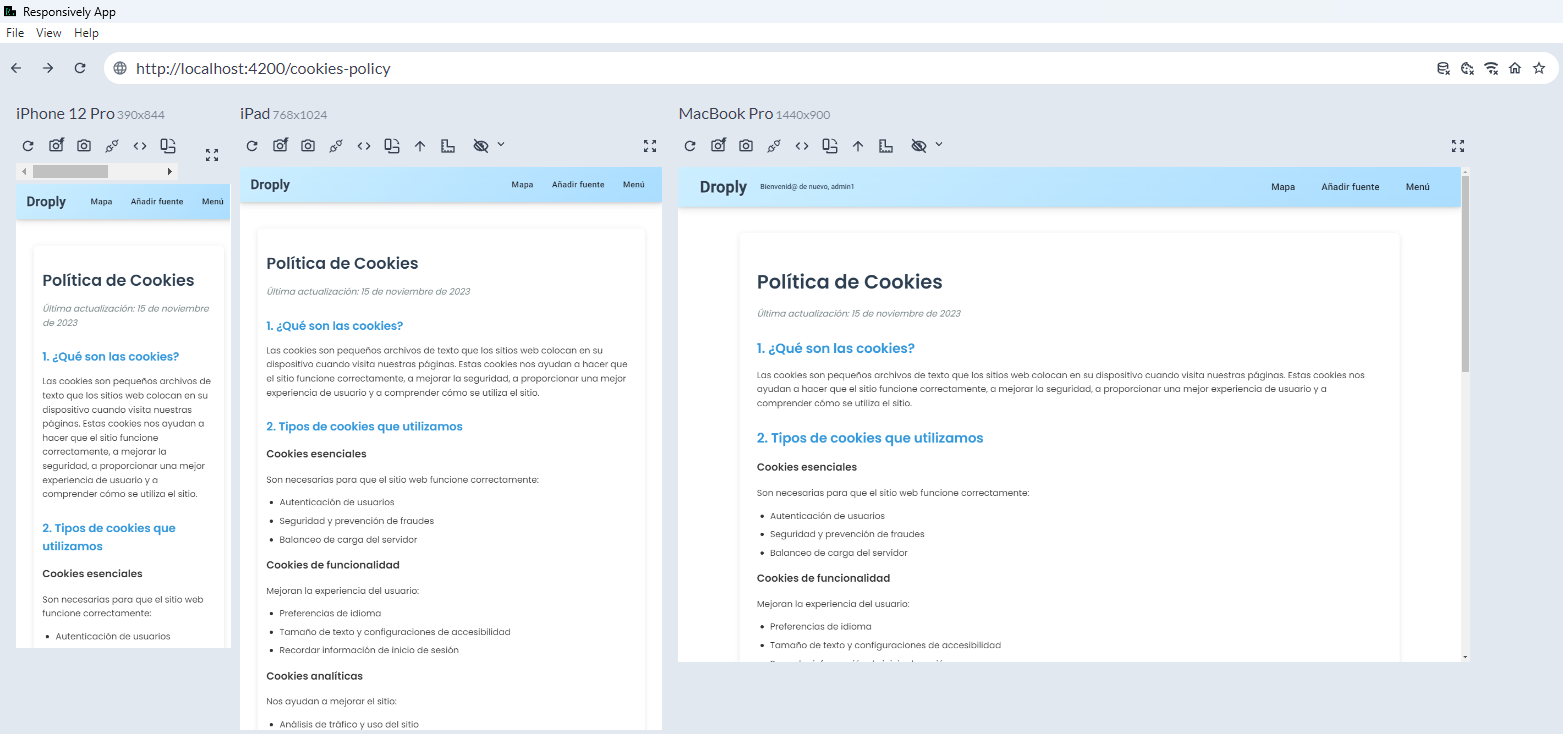 Responsively App
File View Help
http://localhost:4200/cookies-policy
iPhone 12 Pro 390x844
Droply Mapa Añadir fuente Menú
Política de Cookies
Última actualización: 15 de noviembre
de 2023
1. ¿Qué son las cookies?
Las cookies son pequeños archivos de
texto que los sitios web colocan en su
dispositivo cuando visita nuestras
páginas. Estas cookies nos ayudan a
hacer que el sitio funcione
correctamente, a mejorar la
seguridad, a proporcionar una mejor
experiencia de usuario y a
comprender cómo se utiliza el sitio.
2. Tipos de cookies que
utilizamos
Cookies esenciales
Son necesarias para que el sitio web
funcione correctamente:
• Autenticación de usuarios
iPad 768x1024
Droply Mapa Añadir fuente Menú
Política de Cookies
Última actualización: 15 de noviembre de 2023
1. ¿Qué son las cookies?
Las cookies son pequeños archivos de texto que los sitios web colocan en su
dispositivo cuando visita nuestras páginas. Estas cookies nos ayudan a hacer que
el sitio funcione correctamente, a mejorar la seguridad, a proporcionar una mejor
experiencia de usuario y a comprender cómo se utiliza el sitio.
2. Tipos de cookies que utilizamos
Cookies esenciales
Son necesarias para que el sitio web funcione correctamente:
• Autenticación de usuarios
• Seguridad y prevención de fraudes
• Balanceo de carga del servidor
Cookies de funcionalidad
Mejoran la experiencia del usuario:
• Preferencias de idioma
• Tamaño de texto y configuraciones de accesibilidad
• Recordar información de inicio de sesión
Cookies analíticas
Nos ayudan a mejorar el sitio:
• Análisis de tráfico y uso del sitio
MacBook Pro 1440x900
Droply Bienvenid@ de nuevo, admin1 Mapa Añadir fuente Menú
Política de Cookies
Última actualización: 15 de noviembre de 2023
1. ¿Qué son las cookies?
Las cookies son pequeños archivos de texto que los sitios web colocan en su dispositivo cuando visita nuestras páginas. Estas cookies nos
ayudan a hacer que el sitio funcione correctamente, a mejorar la seguridad, a proporcionar una mejor experiencia de usuario y a
comprender cómo se utiliza el sitio.
2. Tipos de cookies que utilizamos
Cookies esenciales
Son necesarias para que el sitio web funcione correctamente:
• Autenticación de usuarios
• Seguridad y prevención de fraudes
• Balanceo de carga del servidor
Cookies de funcionalidad
Mejoran la experiencia del usuario:
• Preferencias de idioma
• Tamaño de texto y configuraciones de accesibilidad